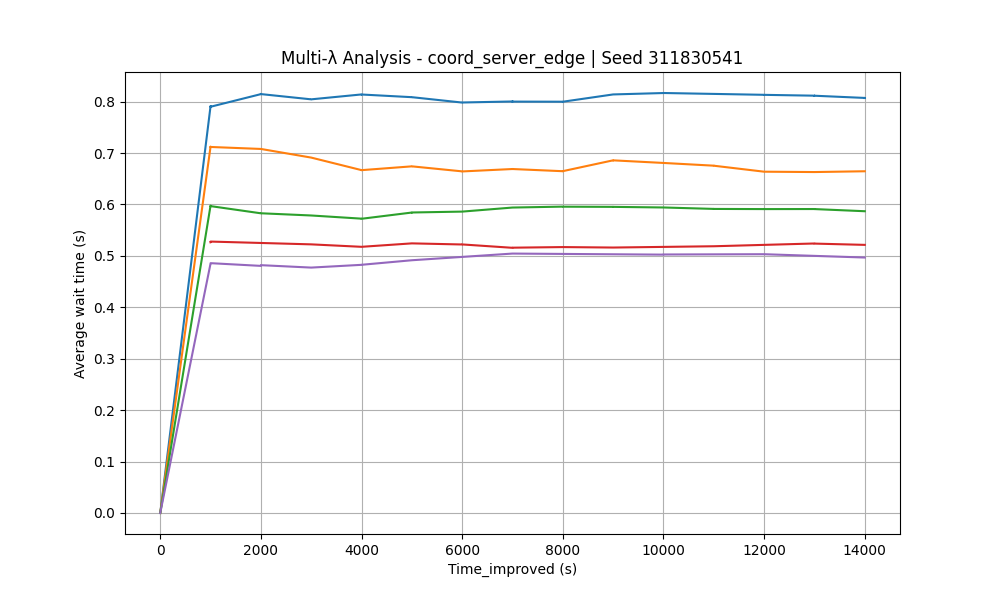 Multi-λ Analysis - coord_server_edge | Seed 311830541
Average wait time (s)
0.8
0.7
0.6
0.5
0.4
0.3
0.2
0.1
0.0
0 2000 4000 6000 8000 10000 12000 14000
Time_improved (s)